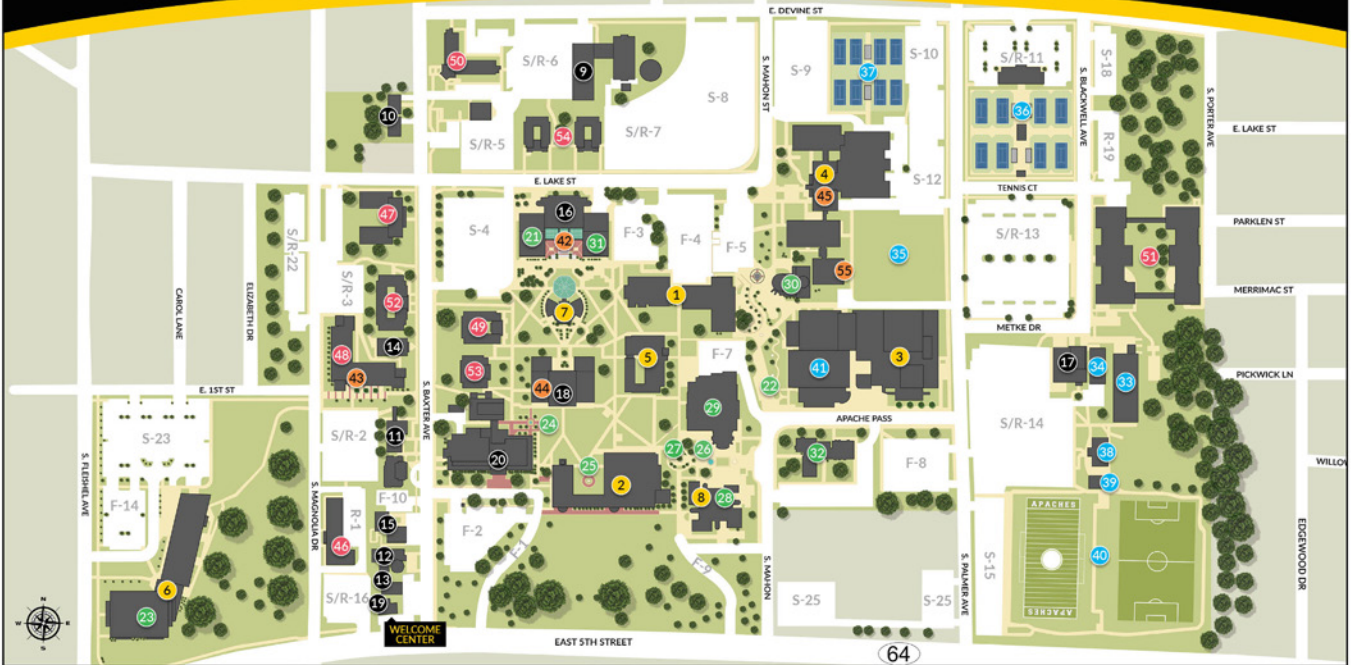 E. DEVINE ST
50
S/R-6
9
S-8
S. MAHON ST
S-9
37
S-10
S/R-11
36
S. BLACKWELL AVE
S-18
R-19
S. PORTER AVE
E. LAKE ST
10
S/R-5
54
S/R-7
4
45
S-12
TENNIS CT
E. LAKE ST
47
S/R-22
S/R-3
S-4
16
21
42
31
F-3
F-4
F-5
35
S/R-13
51
PARKLEN ST
MERRIMAC ST
CAROL LANE
ELIZABETH DR
52
14
48
43
49
53
7
1
30
55
5
F-7
41
3
METKE DR
17
34
33
PICKWICK LN
E. 1ST ST
S. BAXTER AVE
44
18
22
29
APACHE PASS
S-23
F-14
S. FLEISHEL AVE
S/R-2
11
20
24
25
2
27
26
8
28
32
F-8
S/R-14
38
39
WILLOW
S. MAGNOLIA DR
F-10
R-1
46
15
12
13
19
S/R-16
F-2
F-1
F-9
S. MAHON
S-25
S-25
S. PALMER AVE
S-15
APACHES
APACHES
40
EDGEWOOD DR
6
23
N
W
E
S
WELCOME
CENTER
EAST 5TH STREET
64